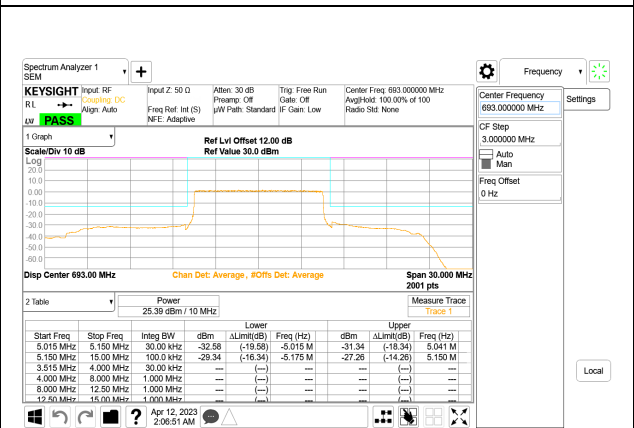 Spectrum Analyzer 1
SEM
Frequency
KEYSIGHT
R L
LXI PASS
Input: RF
Coupling: DC
Align: Auto
Input Z: 50 Ω
Freq Ref: Int (S)
NFE: Adaptive
Atten: 30 dB
Preamp: Off
µW Path: Standard
Trig: Free Run
Gate: Off
IF Gain: Low
Center Freq: 693.000000 MHz
Avg|Hold: 100.00% of 100
Radio Std: None
Center Frequency
693.000000 MHz
Settings
CF Step
3.000000 MHz
Auto
Man
Freq Offset
0 Hz
Local
1 Graph
Scale/Div 10 dB
Ref Lvl Offset 12.00 dB
Ref Value 30.0 dBm
Log
20.0
10.0
0.00
-10.0
-20.0
-30.0
-40.0
-50.0
-60.0
Disp Center 693.00 MHz
Chan Det: Average , #Offs Det: Average
Span 30.000 MHz
2001 pts
2 Table
Power
25.39 dBm / 10 MHz
Measure Trace
Trace 1
Lower Upper
Start Freq Stop Freq Integ BW dBm ΔLimit(dB) Freq (Hz) dBm ΔLimit(dB) Freq (Hz)
5.015 MHz 5.150 MHz 30.00 kHz -32.58 (-19.58) -5.015 M -31.34 (-18.34) 5.041 M
5.150 MHz 15.00 MHz 100.0 kHz -29.34 (-16.34) -5.175 M -27.26 (-14.26) 5.150 M
3.515 MHz 4.000 MHz 30.00 kHz --- (---) --- --- (---) ---
4.000 MHz 8.000 MHz 1.000 MHz --- (---) --- --- (---) ---
8.000 MHz 12.50 MHz 1.000 MHz --- (---) --- --- (---) ---
12.50 MHz 15.00 MHz 1.000 MHz --- (---) --- --- (---) ---
?
Apr 12, 2023
2:06:51 AM